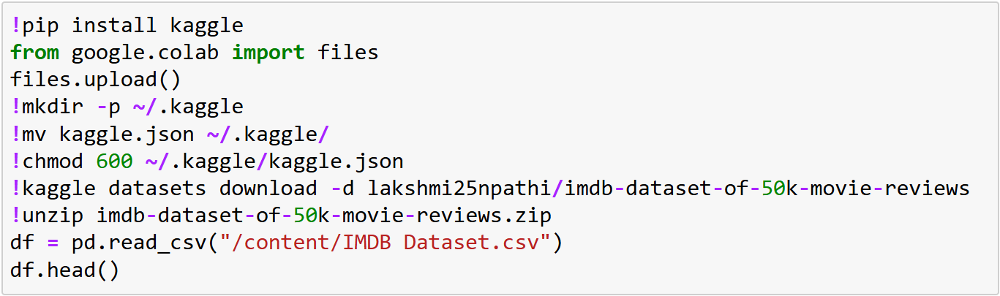 !pip install kaggle
from google.colab import files
files.upload()
!mkdir -p ~/.kaggle
!mv kaggle.json ~/.kaggle/
!chmod 600 ~/.kaggle/kaggle.json
!kaggle datasets download -d lakshmi25npathi/imdb-dataset-of-50k-movie-reviews
!unzip imdb-dataset-of-50k-movie-reviews.zip
df = pd.read_csv("/content/IMDB Dataset.csv")
df.head()